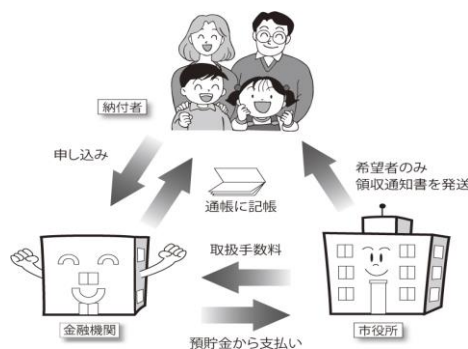 納付者
申し込み
希望者のみ
領収通知書を発送
通帳に記帳
取扱手数料
金融機関
市役所
預貯金から支払い